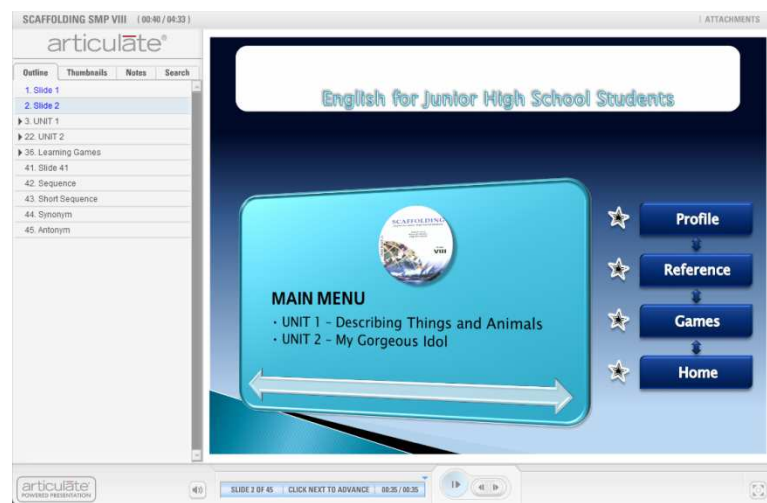 SCAFFOLDING SMP VIII ( 00:40 / 04:33 )
ATTACHMENTS
articulate®
Outline Thumbnails Notes Search
1. Slide 1
2. Slide 2
3. UNIT 1
22. UNIT 2
36. Learning Games
41. Slide 41
42. Sequence
43. Short Sequence
44. Synonym
45. Antonym
English for Junior High School Students
SCAFFOLDING
VIII
MAIN MENU
• UNIT 1 – Describing Things and Animals
• UNIT 2 – My Gorgeous Idol
Profile
Reference
Games
Home
articulate®
POWERED PRESENTATION
SLIDE 2 OF 45 CLICK NEXT TO ADVANCE 00:35 / 00:35